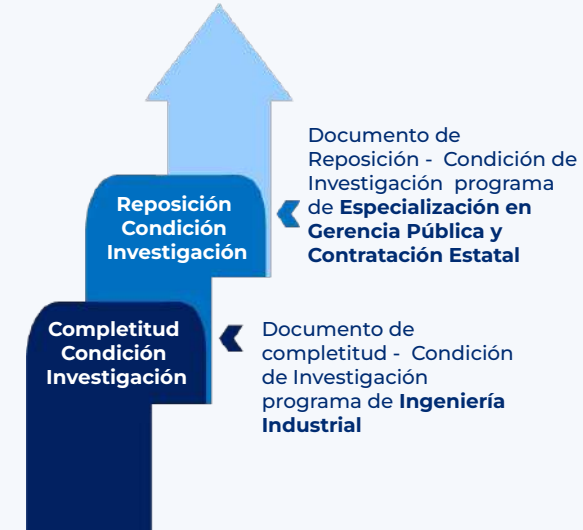 Documento de
Reposición - Condición de
Investigación programa
de Especialización en
Gerencia Pública y
Contratación Estatal
Reposición
Condición
Investigación
Completitud
Condición
Investigación
Documento de
completitud - Condición
de Investigación
programa de Ingeniería
Industrial